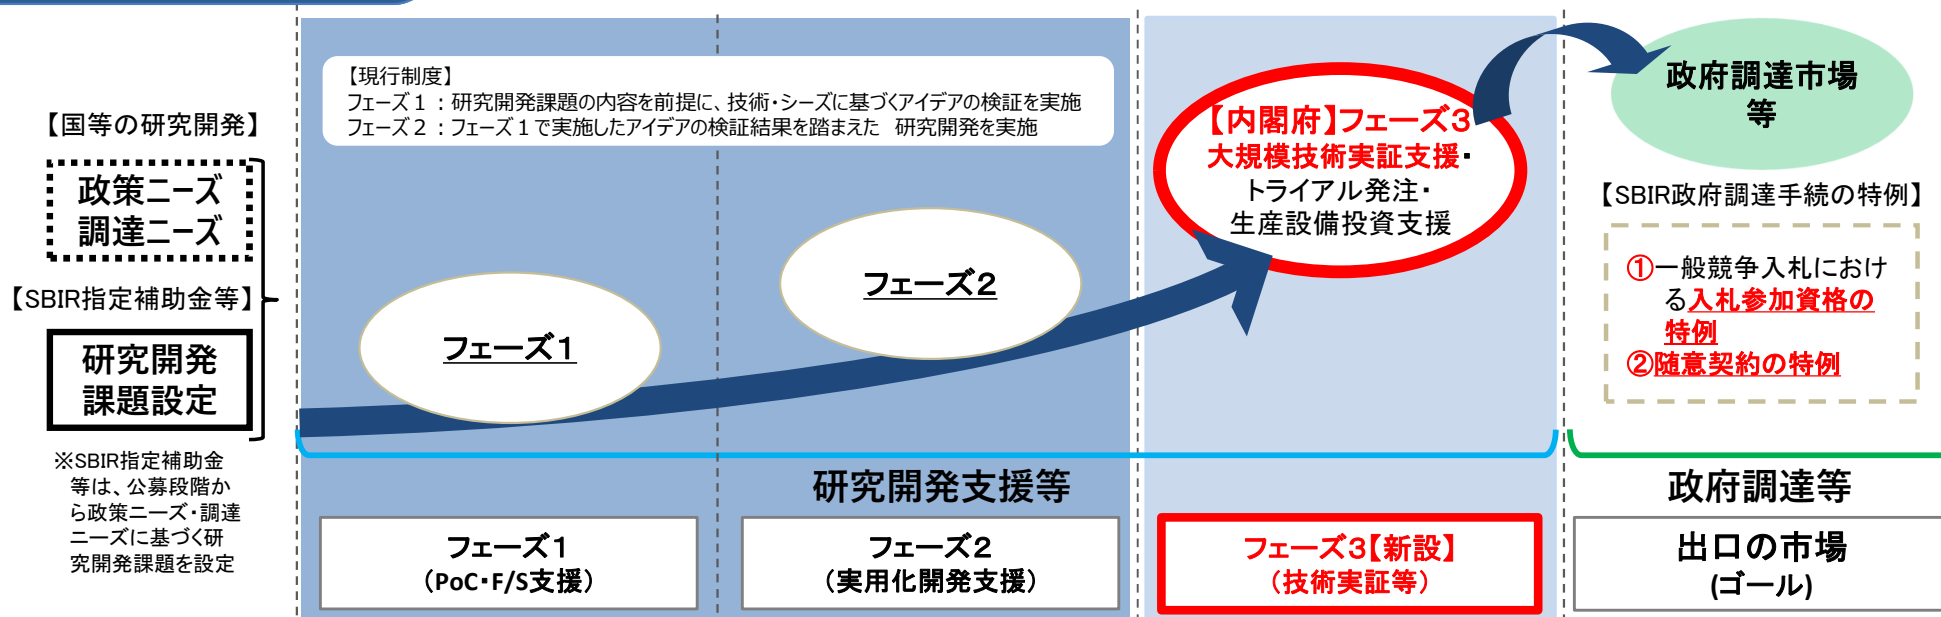 【国等の研究開発】
政策ニーズ
調達ニーズ
【SBIR指定補助金等】
研究開発
課題設定
※SBIR指定補助金
等は、公募段階か
ら政策ニーズ・調達
ニーズに基づく研
究開発課題を設定
【現行制度】
フェーズ１：研究開発課題の内容を前提に、技術・シーズに基づくアイデアの検証を実施
フェーズ２：フェーズ１で実施したアイデアの検証結果を踏まえた　研究開発を実施
フェーズ１
フェーズ２
【内閣府】フェーズ３
大規模技術実証支援・
トライアル発注・
生産設備投資支援
政府調達市場
等
【SBIR政府調達手続の特例】
①一般競争入札におけ
る入札参加資格の
特例
②随意契約の特例
研究開発支援等
政府調達等
フェーズ１
（PoC・F/S支援）
フェーズ２
（実用化開発支援）
フェーズ３【新設】
（技術実証等）
出口の市場
(ゴール)